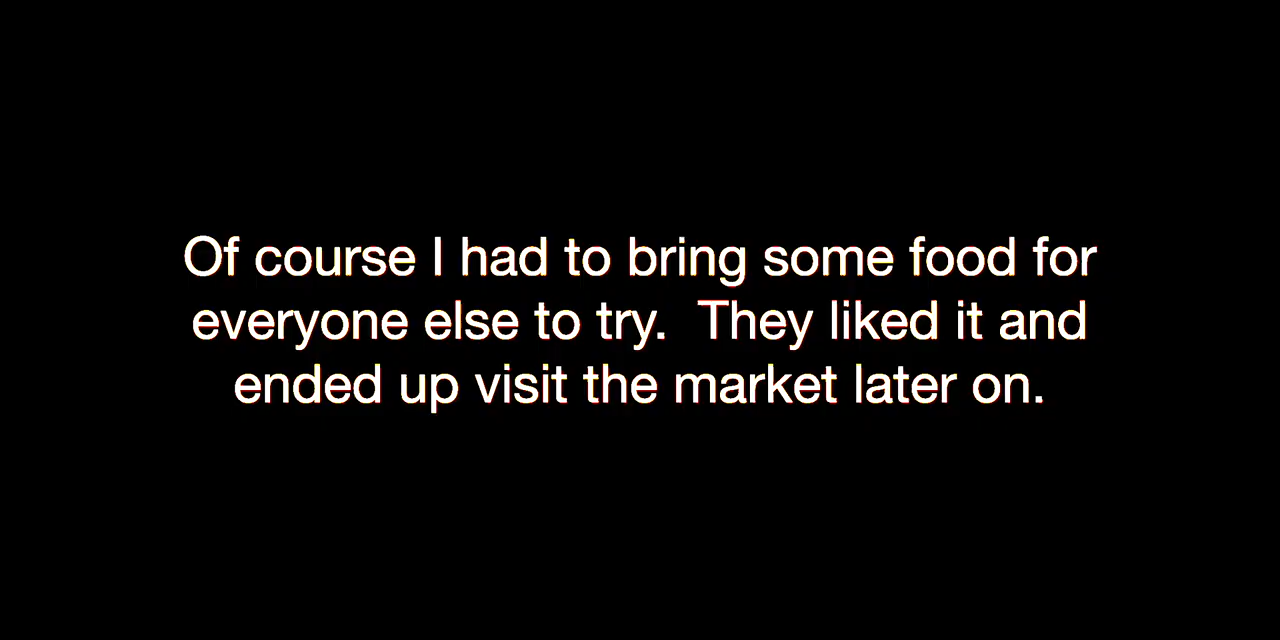 Of course I had to bring some food for
everyone else to try.  They liked it and
ended up visit the market later on.